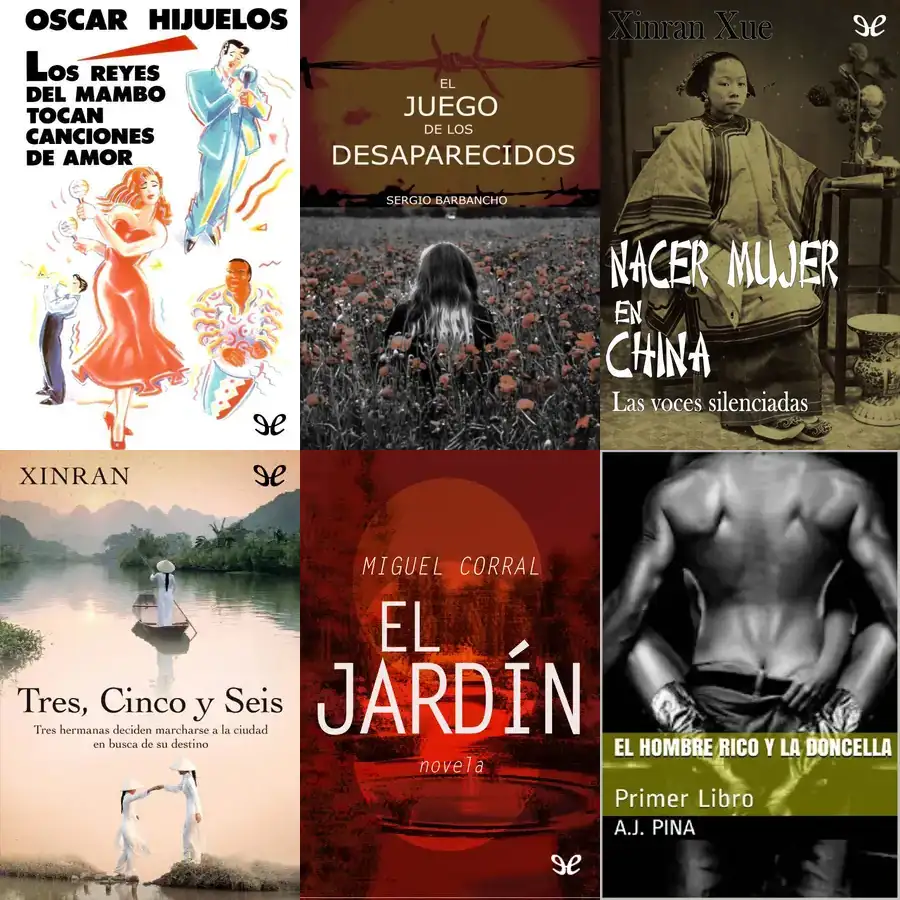 OSCAR HIJUELOS
LOS REYES
DEL MAMBO
TOCAN
CANCIONES
DE AMOR
EL
JUEGO
DE LOS
DESAPARECIDOS
SERGIO BARBANCHO
Xinran Xue
NACER MUJER
EN
CHINA
Las voces silenciadas
XINRAN
Tres, Cinco y Seis
Tres hermanas deciden marcharse a la ciudad
en busca de su destino
MIGUEL CORRAL
EL
JARDÍN
novela
EL HOMBRE RICO Y LA DONCELLA
Primer Libro
A.J. PINA